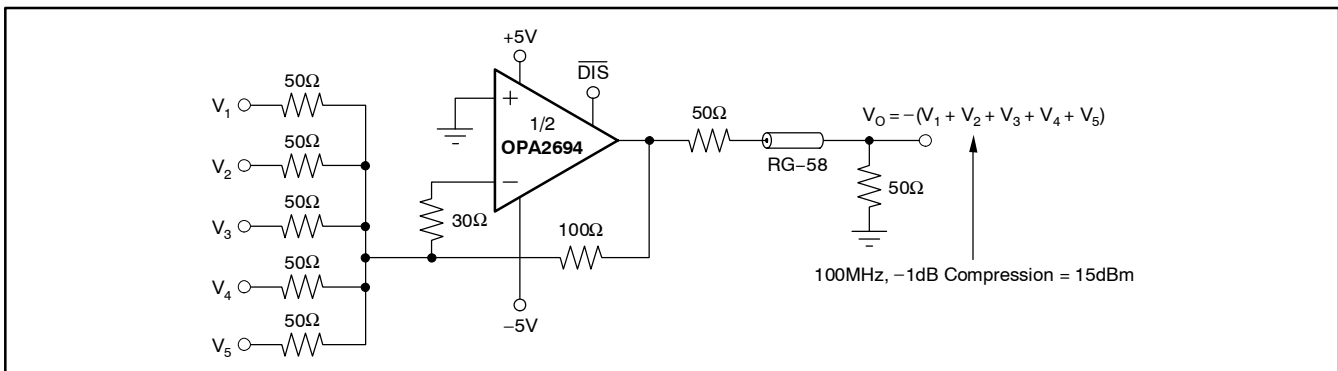 +5V
DIS
50Ω
V1
+
1/2
OPA2694
−
50Ω
RG−58
VO = −(V1 + V2 + V3 + V4 + V5)
50Ω
V2
50Ω
30Ω
50Ω
V3
100Ω
100MHz, −1dB Compression = 15dBm
50Ω
V4
−5V
50Ω
V5